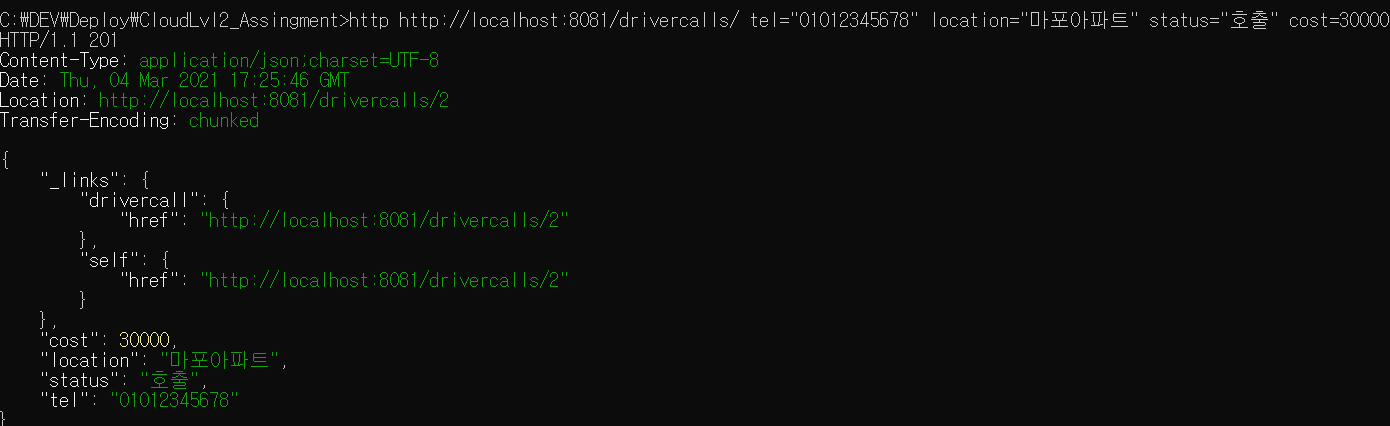 C:₩DEV₩Deploy₩CloudLvl2_Assingment>http http://localhost:8081/drivercalls/ tel="01012345678" location="마포아파트" status="호출" cost=30000
HTTP/1.1 201
Content-Type: application/json;charset=UTF-8
Date: Thu, 04 Mar 2021 17:25:46 GMT
Location: http://localhost:8081/drivercalls/2
Transfer-Encoding: chunked
{
    "_links": {
        "drivercall": {
            "href": "http://localhost:8081/drivercalls/2"
        },
        "self": {
            "href": "http://localhost:8081/drivercalls/2"
        }
    },
    "cost": 30000,
    "location": "마포아파트",
    "status": "호출",
    "tel": "01012345678"
}